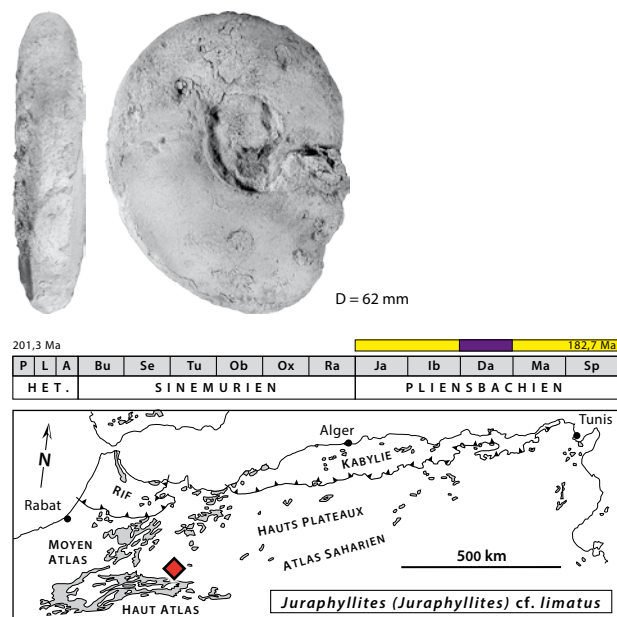 D = 62 mm
201,3 Ma
182,7 Ma
P L A Bu Se Tu Ob Ox Ra Ja Ib Da Ma Sp
HET. SINEMURIEN PLIENSBACHIEN
Tunis
Alger
KABYLIE
N
RIF
Rabat
HAUTS PLATEAUX
MOYEN
ATLAS
ATLAS SAHARIEN
500 km
HAUT ATLAS
Juraphyllites (Juraphyllites) cf. limatus